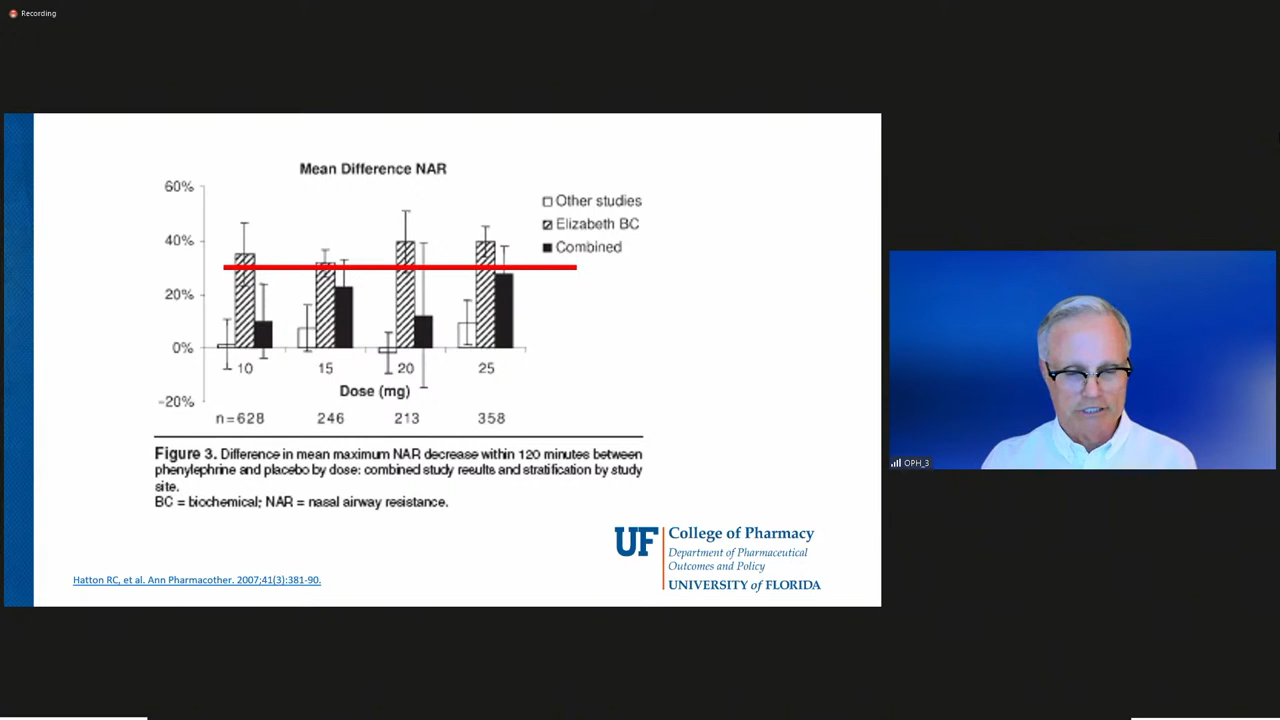 Recording
Mean Difference NAR
60%
40%
20%
0%
-20%
Other studies
Elizabeth BC
Combined
10 15 20 25
Dose (mg)
n=628 246 213 358
Figure 3. Difference in mean maximum NAR decrease within 120 minutes between
phenylephrine and placebo by dose: combined study results and stratification by study
site.
BC = biochemical; NAR = nasal airway resistance.
UF College of Pharmacy
Department of Pharmaceutical
Outcomes and Policy
UNIVERSITY of FLORIDA
Hatton RC, et al. Ann Pharmacother. 2007;41(3):381-90.
OPH_3